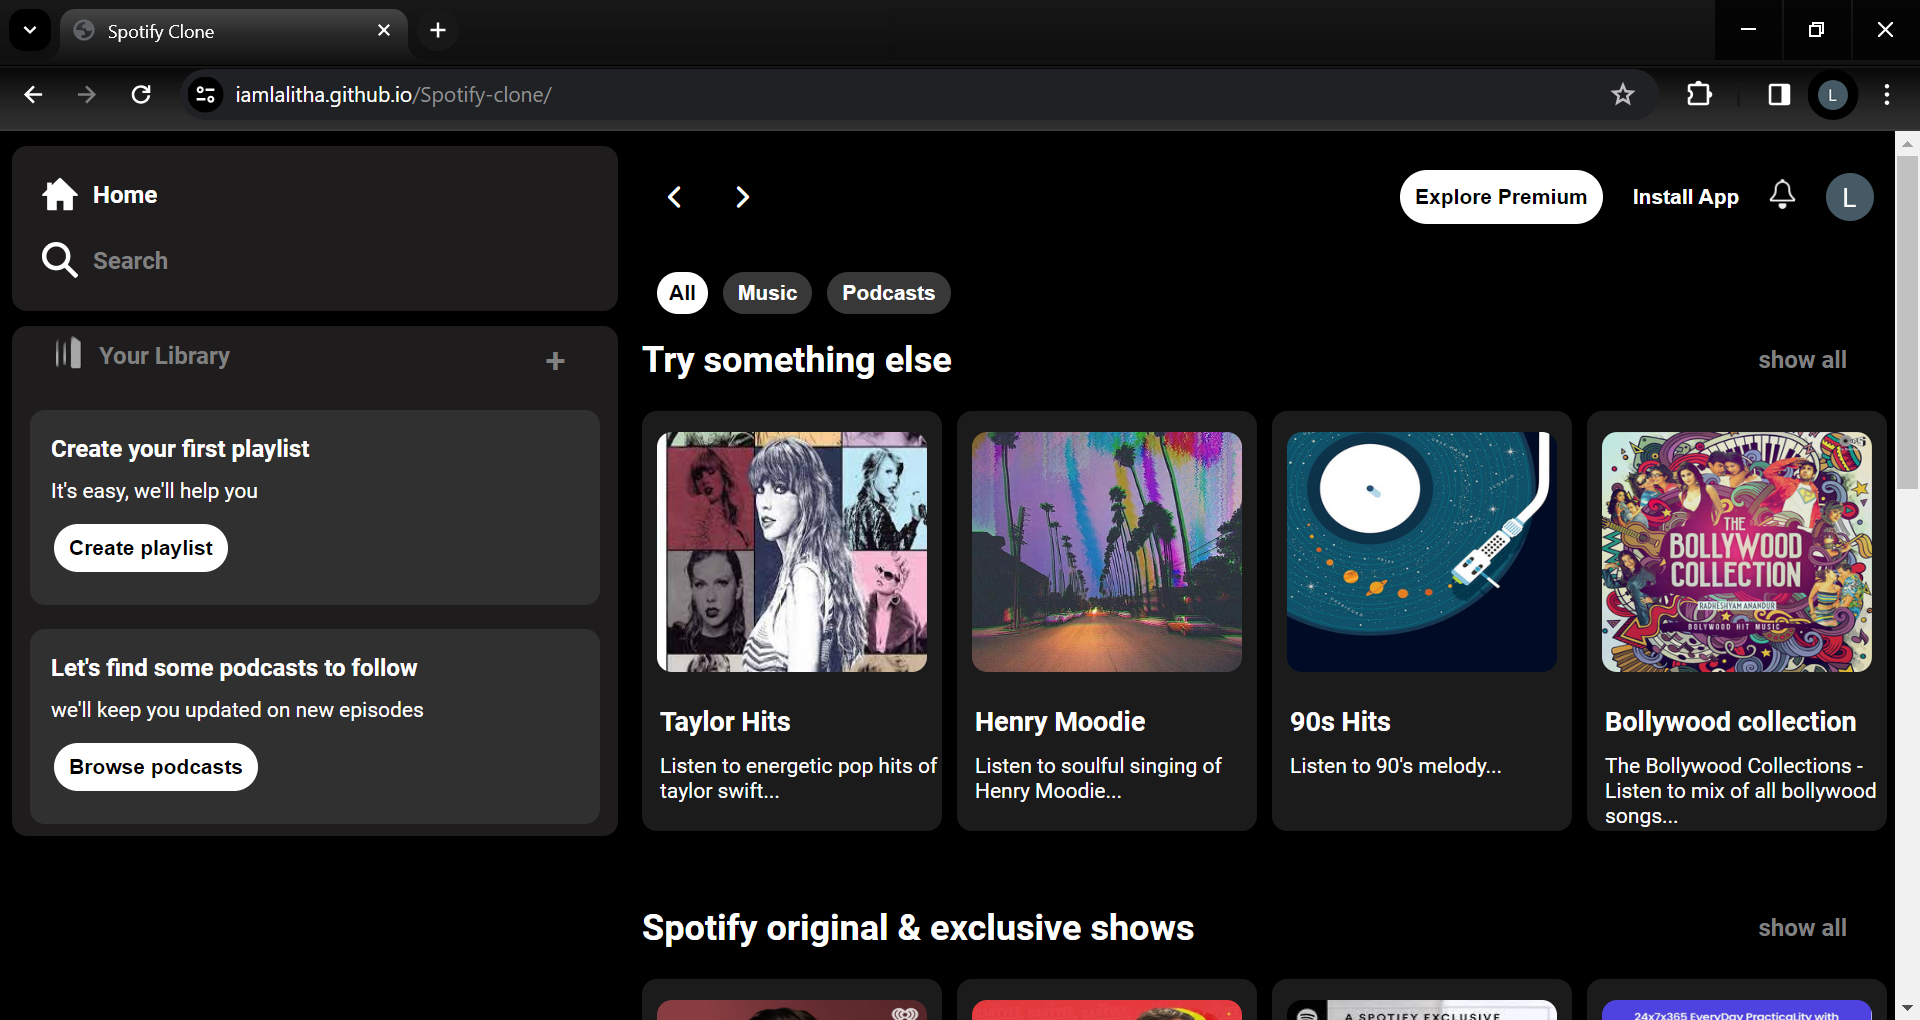 Spotify Clone
iamlalitha.github.io/Spotify-clone/
L
Home
Search
Your Library
+
Create your first playlist
It's easy, we'll help you
Create playlist
Let's find some podcasts to follow
we'll keep you updated on new episodes
Browse podcasts
Explore Premium
Install App
L
All
Music
Podcasts
Try something else
show all
THE
BOLLYWOOD
COLLECTION
RADHESHYAM ANANDUR
BOLYWOOD HIT MUSIC
Taylor Hits
Listen to energetic pop hits of
taylor swift...
Henry Moodie
Listen to soulful singing of
Henry Moodie...
90s Hits
Listen to 90's melody...
Bollywood collection
The Bollywood Collections -
Listen to mix of all bollywood
songs...
Spotify original & exclusive shows
show all
A SPOTIFY EXCLUSIVE
24x7x365 EveryDay PracticaLity with